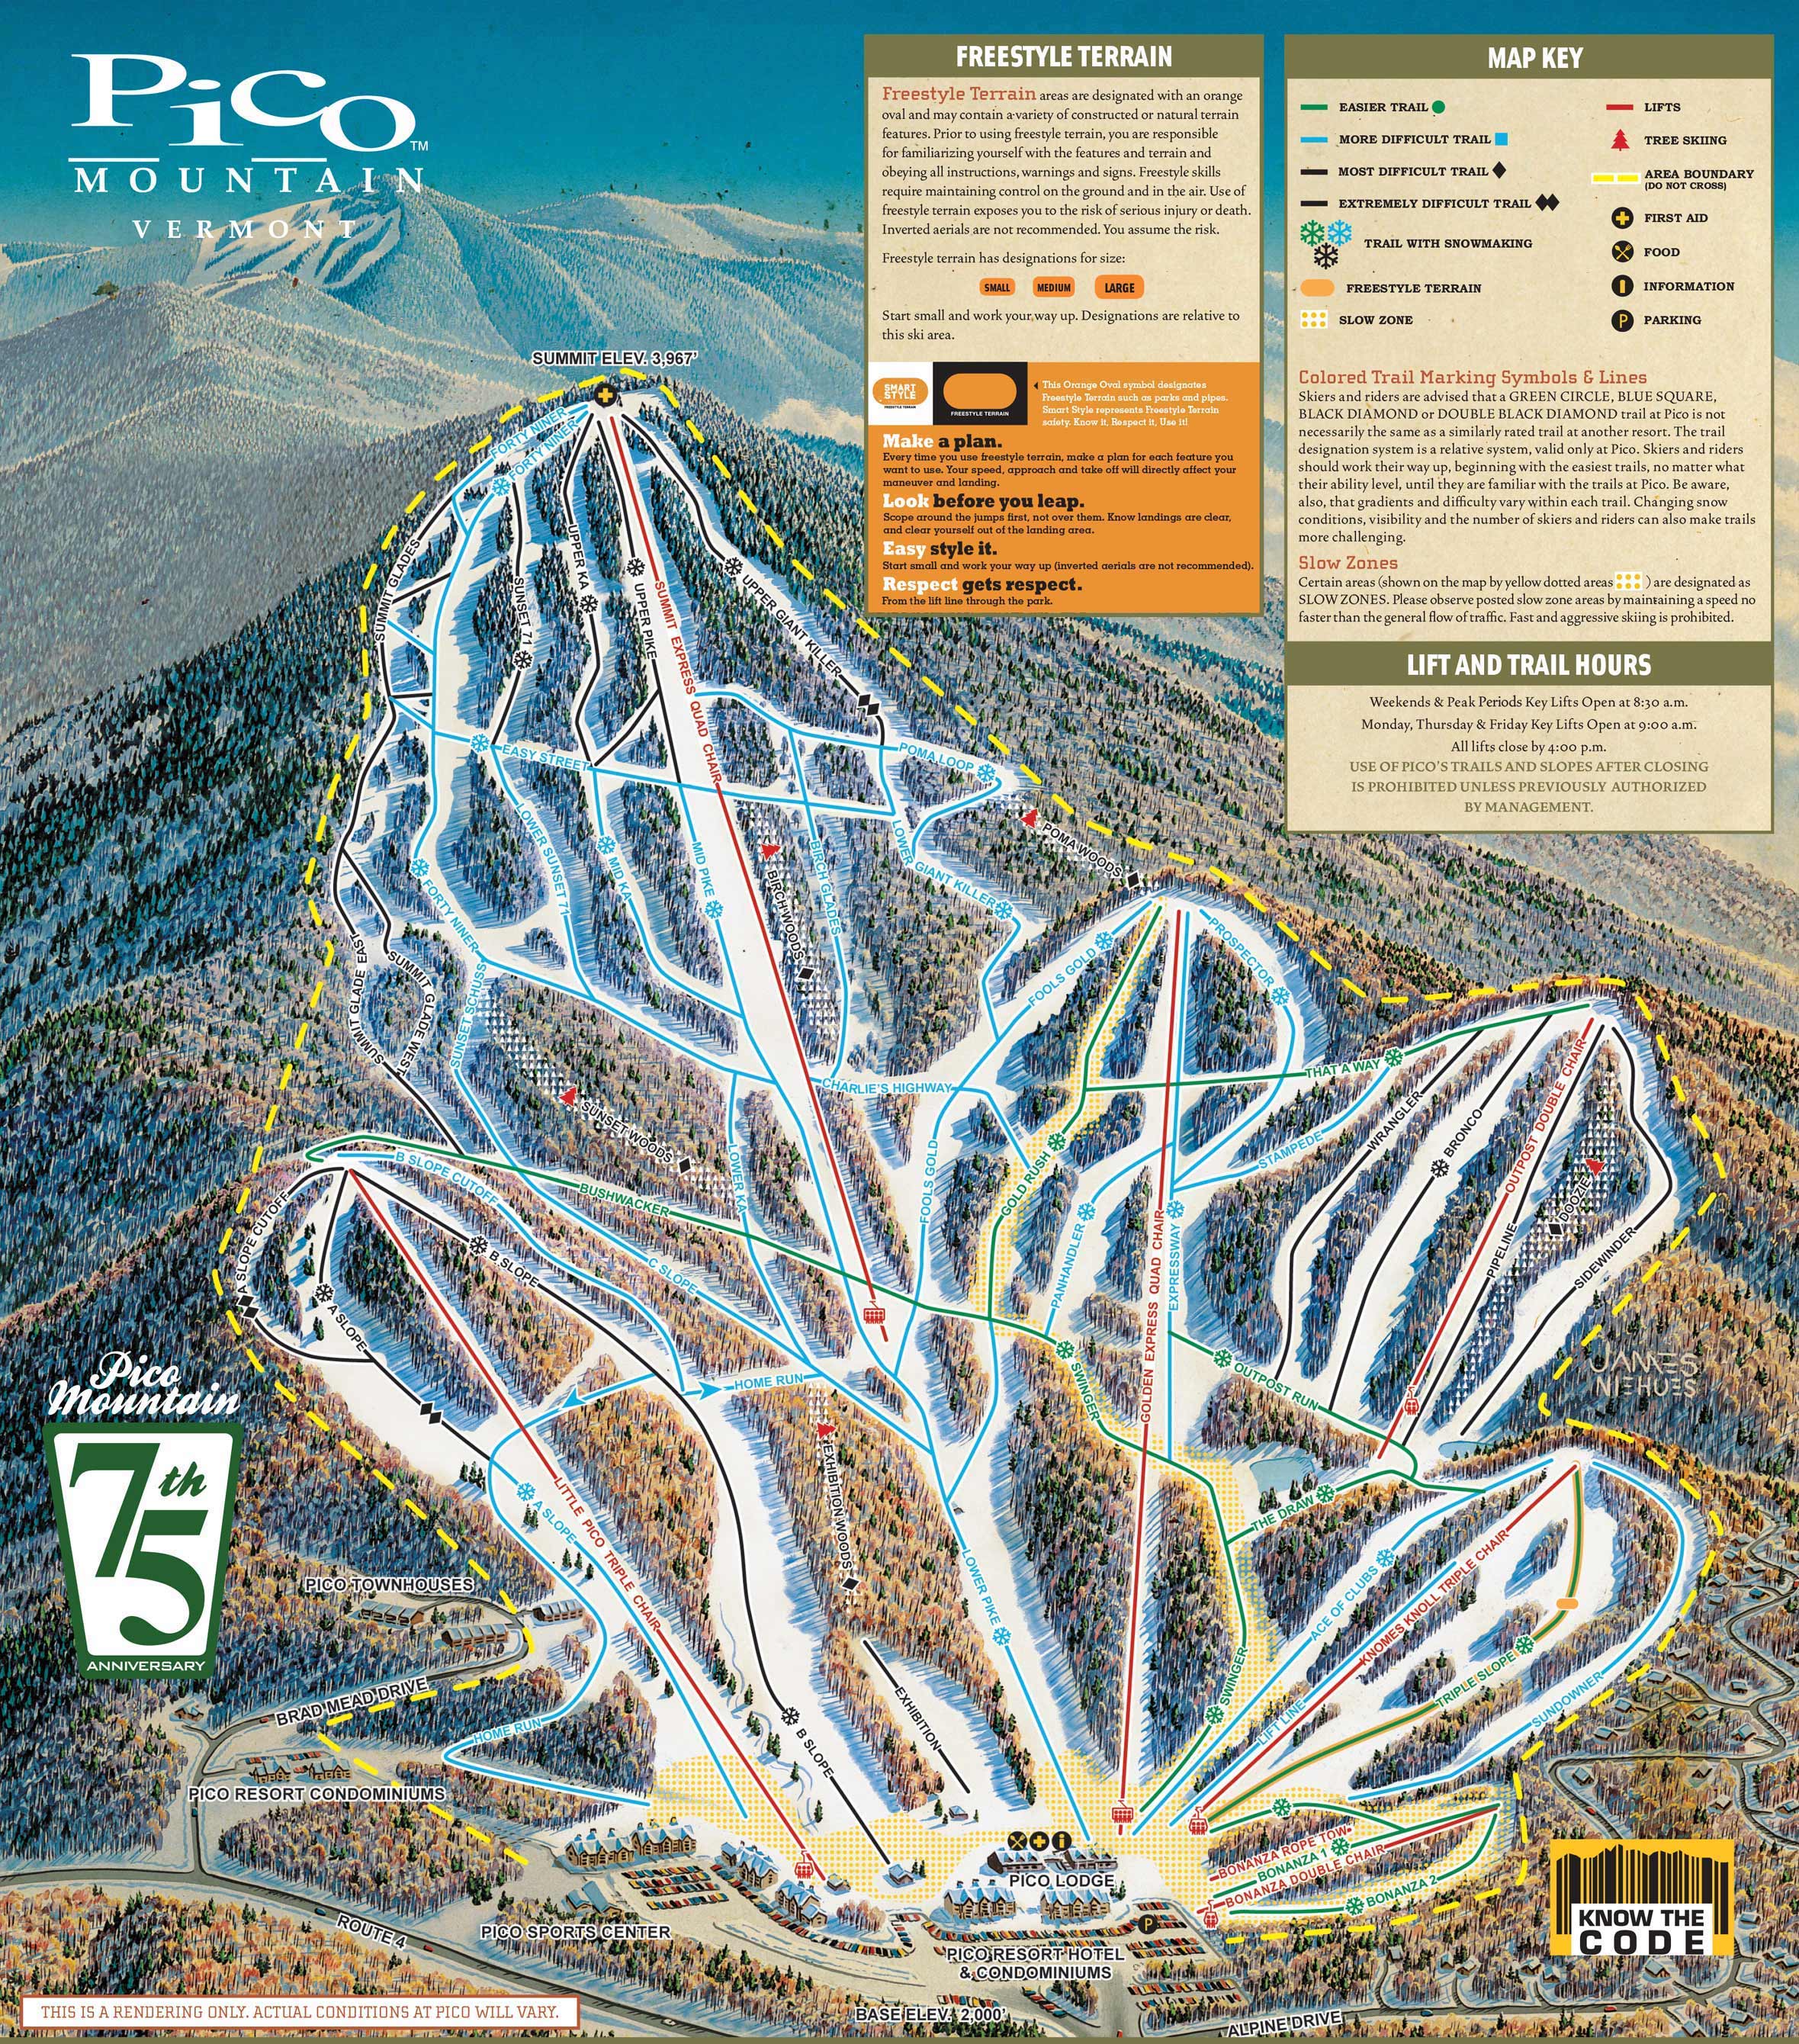 PiCO™
MOUNTAIN
VERMONT
FREESTYLE TERRAIN
Freestyle Terrain areas are designated with an orange
oval and may contain a variety of constructed or natural terrain
features. Prior to using freestyle terrain, you are responsible
for familiarizing yourself with the features and terrain and
obeying all instructions, warnings and signs. Freestyle skills
require maintaining control on the ground and in the air. Use of
freestyle terrain exposes you to the risk of serious injury or death.
Inverted aerials are not recommended. You assume the risk.
Freestyle terrain has designations for size:
SMALL MEDIUM LARGE
Start small and work your way up. Designations are relative to
this ski area.
SMART
STYLE
FREESTYLE TERRAIN
FREESTYLE TERRAIN
This Orange Oval symbol designates
Freestyle Terrain such as parks and pipes.
Smart Style represents Freestyle Terrain
safety. Know it, Respect it, Use it!
Make a plan.
Every time you use freestyle terrain, make a plan for each feature you
want to use. Your speed, approach and take off will directly affect your
maneuver and landing.
Look before you leap.
Scope around the jumps first, not over them. Know landings are clear,
and clear yourself out of the landing area.
Easy style it.
Start small and work your way up (inverted aerials are not recommended).
Respect gets respect.
From the lift line through the park.
MAP KEY
EASIER TRAIL
MORE DIFFICULT TRAIL
MOST DIFFICULT TRAIL
EXTREMELY DIFFICULT TRAIL
TRAIL WITH SNOWMAKING
FREESTYLE TERRAIN
SLOW ZONE
LIFTS
TREE SKIING
AREA BOUNDARY
(DO NOT CROSS)
FIRST AID
FOOD
INFORMATION
P PARKING
Colored Trail Marking Symbols & Lines
Skiers and riders are advised that a GREEN CIRCLE, BLUE SQUARE,
BLACK DIAMOND or DOUBLE BLACK DIAMOND trail at Pico is not
necessarily the same as a similarly rated trail at another resort. The trail
designation system is a relative system, valid only at Pico. Skiers and riders
should work their way up, beginning with the easiest trails, no matter what
their ability level, until they are familiar with the trails at Pico. Be aware,
also, that gradients and difficulty vary within each trail. Changing snow
conditions, visibility and the number of skiers and riders can also make trails
more challenging.
Slow Zones
Certain areas (shown on the map by yellow dotted areas ) are designated as
SLOW ZONES. Please observe posted slow zone areas by maintaining a speed no
faster than the general flow of traffic. Fast and aggressive skiing is prohibited.
LIFT AND TRAIL HOURS
Weekends & Peak Periods Key Lifts Open at 8:30 a.m.
Monday, Thursday & Friday Key Lifts Open at 9:00 a.m.
All lifts close by 4:00 p.m.
USE OF PICO'S TRAILS AND SLOPES AFTER CLOSING
IS PROHIBITED UNLESS PREVIOUSLY AUTHORIZED
BY MANAGEMENT.
SUMMIT ELEV. 3,967'
FORTY NINER
FORTY NINER
SUMMIT GLADES
SUNSET 71
UPPER KA
UPPER PIKE
SUMMIT EXPRESS QUAD CHAIR
UPPER GIANT KILLER
EASY STREET
POMA LOOP
POMA WOODS
LOWER SUNSET 71
MID KA
MID PIKE
BIRCH WOODS
BIRCH GLADES
LOWER GIANT KILLER
FORTY NINER
SUMMIT GLADE EAST
SUMMIT GLADE WEST
SUNSET SCHUSS
FOOLS GOLD
PROSPECTOR
SUNSET WOODS
CHARLIE'S HIGHWAY
THAT A WAY
WRANGLER
BRONCO
OUTPOST DOUBLE CHAIR
STAMPEDE
DOOZIE
PIPELINE
SIDEWINDER
B SLOPE CUTOFF
BUSHWACKER
LOWER KA
FOOLS GOLD
GOLD RUSH
PANHANDLER
EXPRESSWAY
GOLDEN EXPRESS QUAD CHAIR
A SLOPE CUTOFF
A SLOPE
B SLOPE
C SLOPE
HOME RUN
SWINGER
OUTPOST RUN
JAMES
NIEHUES
Pico
Mountain
75th
ANNIVERSARY
A SLOPE
LITTLE PICO TRIPLE CHAIR
EXHIBITION WOODS
LOWER PIKE
THE DRAW
ACE OF CLUBS
KNOMES KNOLL TRIPLE CHAIR
TRIPLE SLOPE
SUNDOWNER
SWINGER
LIFT LINE
PICO TOWNHOUSES
BRAD MEAD DRIVE
HOME RUN
B SLOPE
EXHIBITION
PICO RESORT CONDOMINIUMS
BONANZA ROPE TOW
BONANZA 1
BONANZA DOUBLE CHAIR
BONANZA 2
PICO LODGE
P
PICO SPORTS CENTER
ROUTE 4
PICO RESORT HOTEL
& CONDOMINIUMS
KNOW THE
CODE
THIS IS A RENDERING ONLY. ACTUAL CONDITIONS AT PICO WILL VARY.
BASE ELEV. 2,000'
ALPINE DRIVE